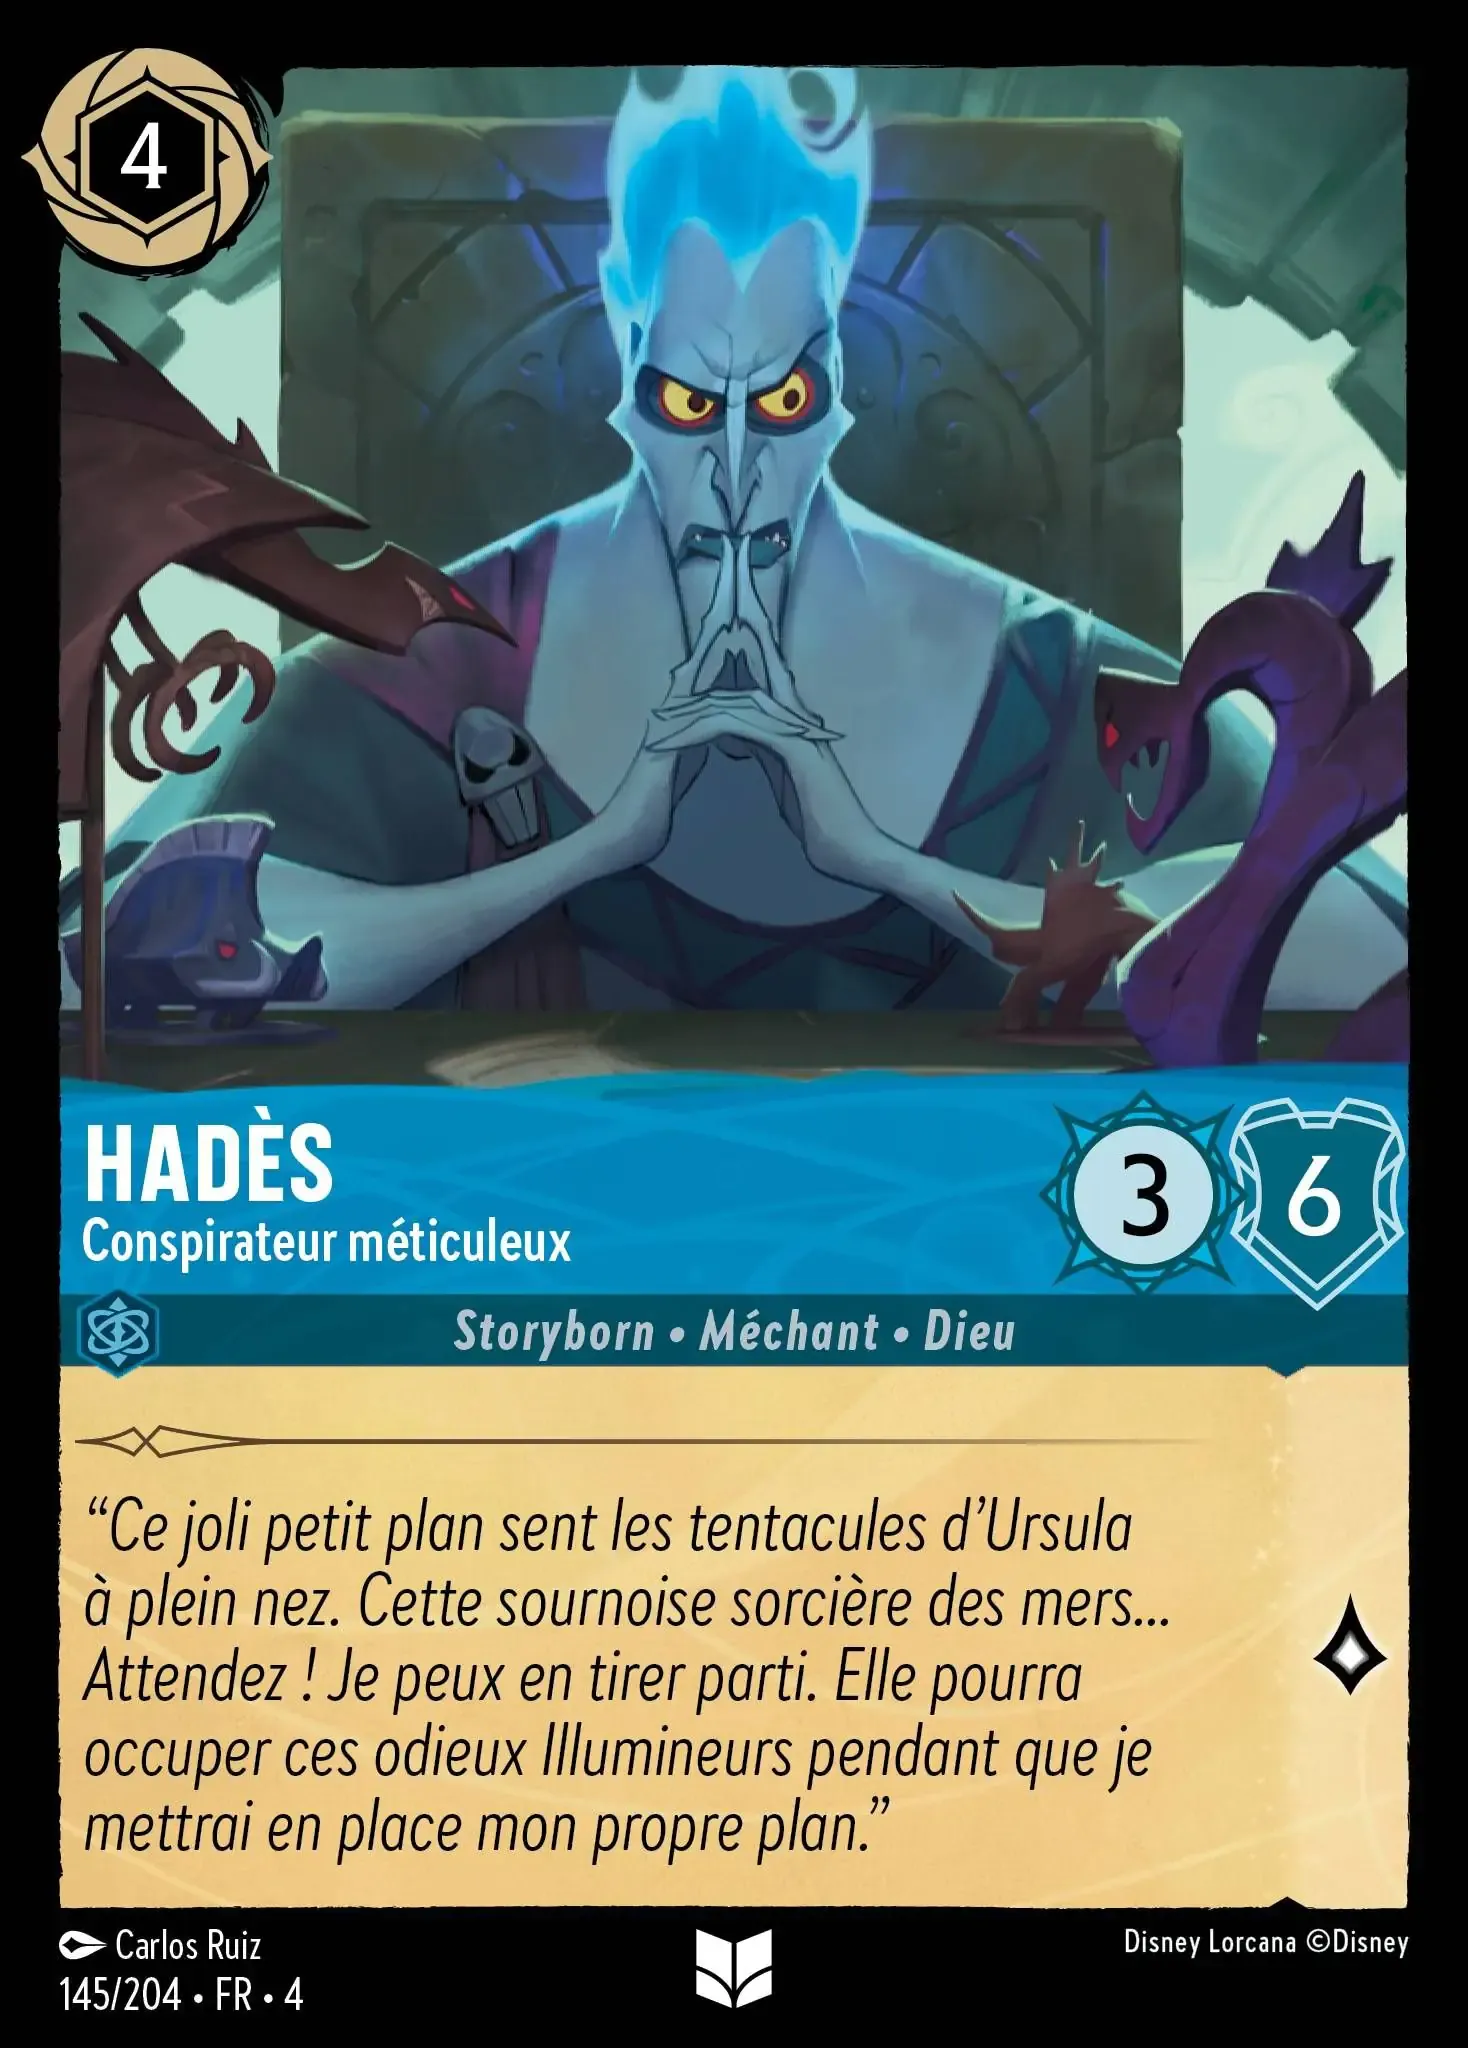 4
HADÈS
Conspirateur méticuleux
3
6
Storyborn • Méchant • Dieu
“Ce joli petit plan sent les tentacules d’Ursula
à plein nez. Cette sournoise sorcière des mers...
Attendez ! Je peux en tirer parti. Elle pourra
occuper ces odieux Illumineurs pendant que je
mettrai en place mon propre plan.”
Carlos Ruiz
Disney Lorcana ©Disney
145/204 • FR • 4